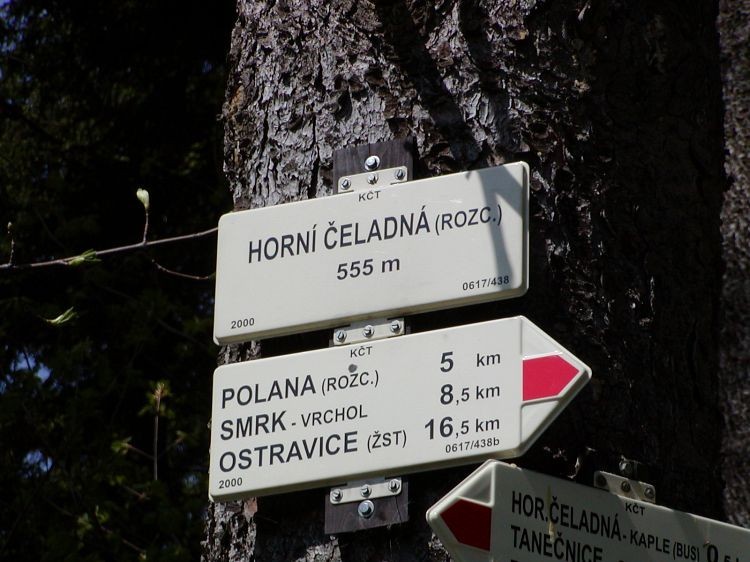 KČT
HORNÍ ČELADNÁ (ROZC.)
555 m
2000 0617/438
KČT
POLANA (ROZC.) 5 km
SMRK - VRCHOL 8,5 km
OSTRAVICE (ŽST) 16,5 km
2000 0617/438b
KČT
HOR.ČELADNÁ - KAPLE (BUS)
TANEČNICE